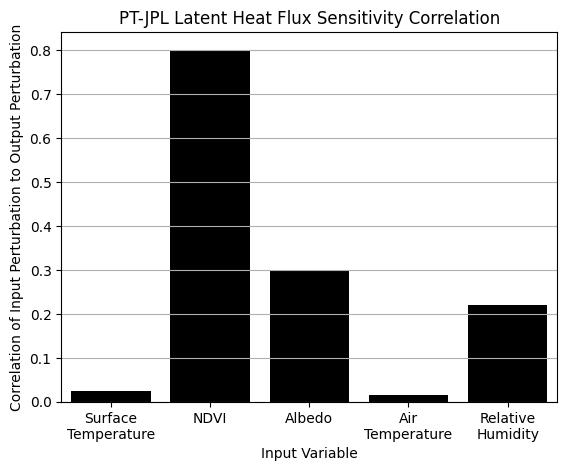 PT-JPL Latent Heat Flux Sensitivity Correlation
Correlation of Input Perturbation to Output Perturbation
0.8
0.7
0.6
0.5
0.4
0.3
0.2
0.1
0.0
Surface
Temperature
NDVI
Albedo
Air
Temperature
Relative
Humidity
Input Variable